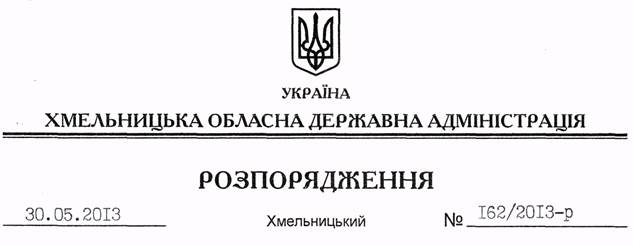 УКРАЇНА
ХМЕЛЬНИЦЬКА ОБЛАСНА ДЕРЖАВНА АДМІНІСТРАЦІЯ
РОЗПОРЯДЖЕННЯ
30.05.2013 Хмельницький № 162/2013-р